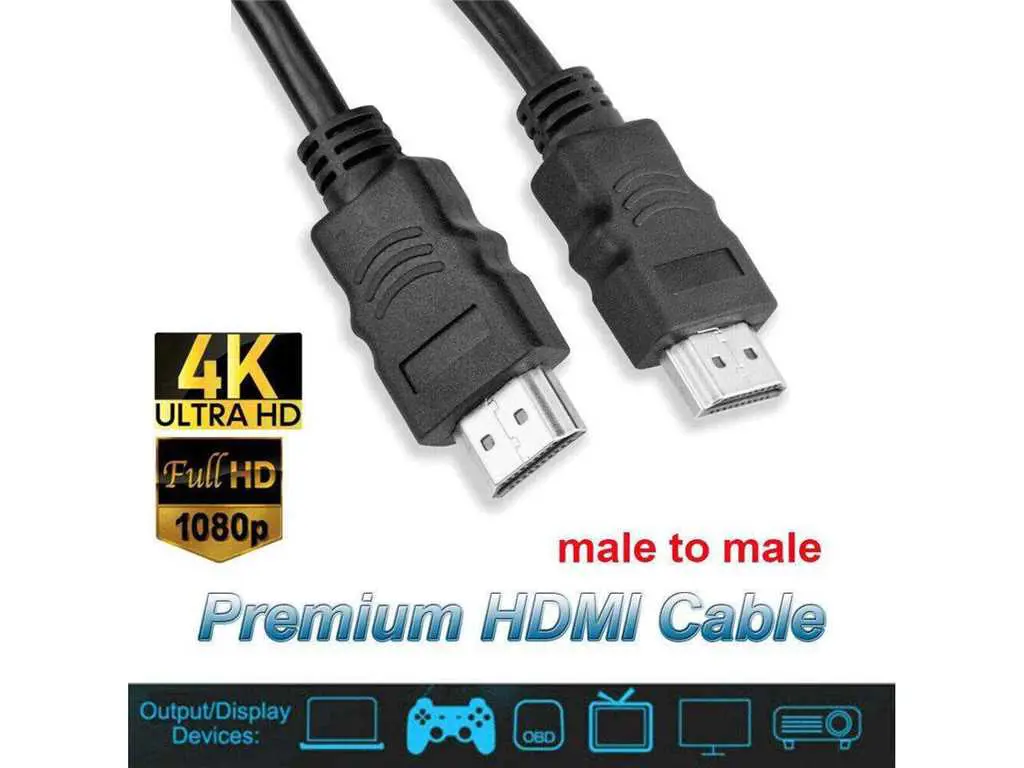 4K
ULTRA HD
Full HD
1080p
male to male
Premium HDMI Cable
Output/Display
Devices:
OBD